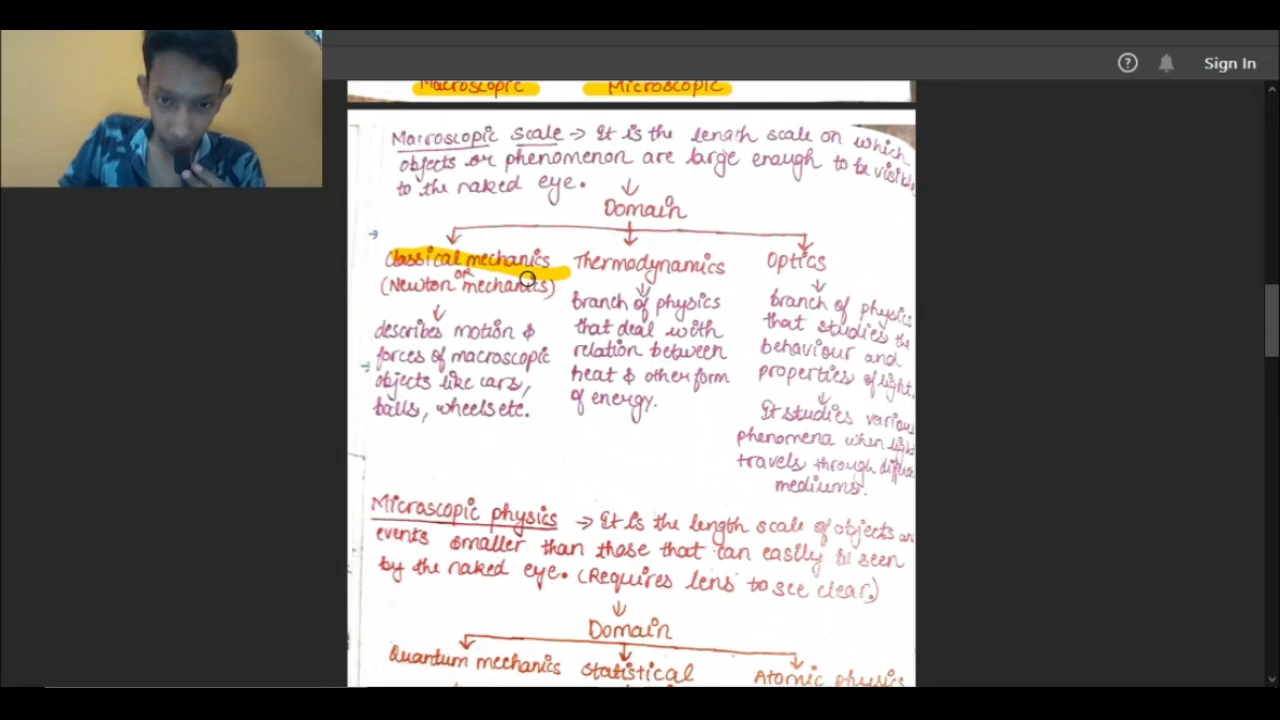 Sign In
Macroscopic Microscopic
Macroscopic scale → It is the length scale on which
objects or phenomenon are large enough to be visible
to the naked eye.
Domain
Classical mechanics
or
(Newton mechanics)
describes motion &
forces of macroscopic
objects like cars,
balls, wheels etc.
Thermodynamics
branch of physics
that deal with
relation between
heat & other form
of energy.
Optics
branch of physics
that studies the
behaviour and
properties of light.
It studies various
phenomena when light
travels through
mediums.
Microscopic physics → It is the length scale of objects
events smaller than those that can easily be seen
by the naked eye. (Requires lens to see clear.)
Domain
Quantum mechanics Statistical Atomic physics